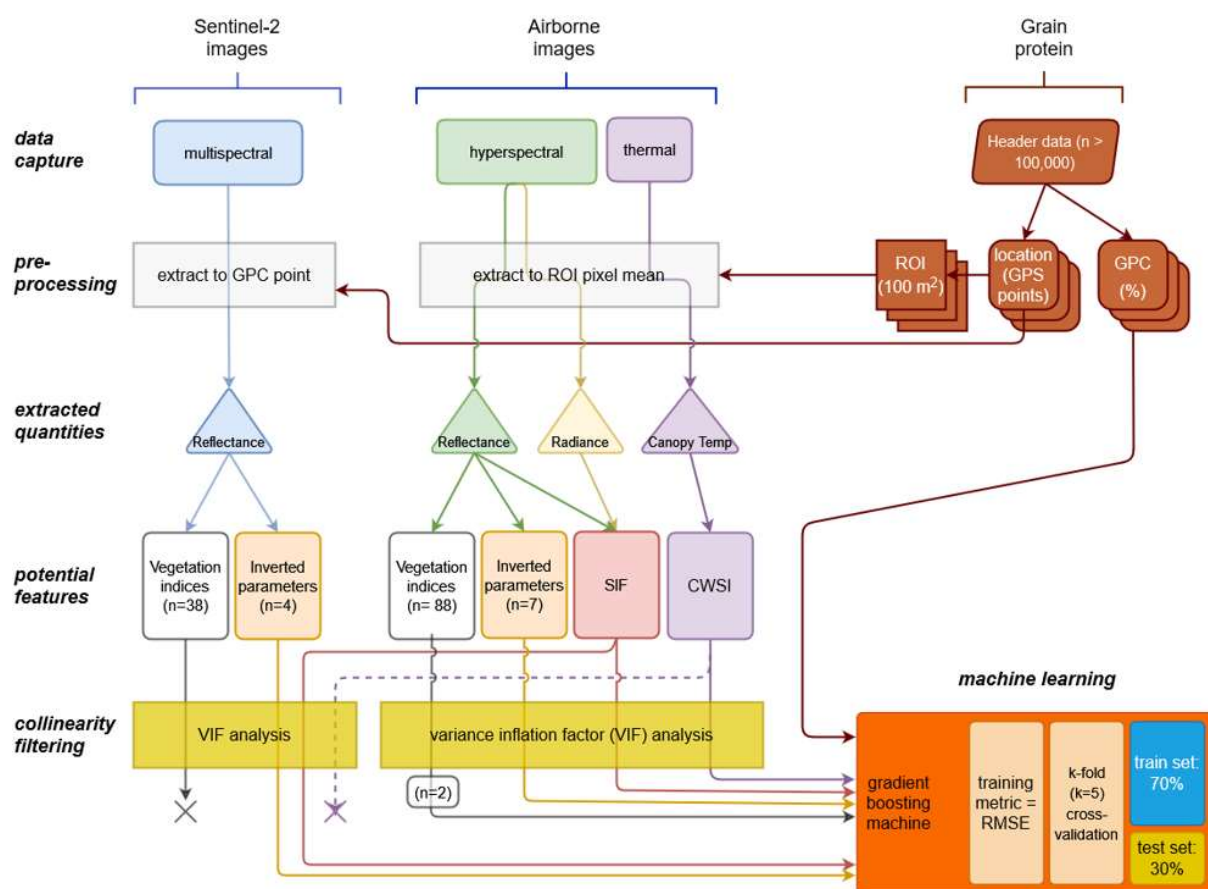 Sentinel-2
images
Airborne
images
Grain
protein
data
capture
multispectral
hyperspectral
thermal
Header data (n >
100,000)
pre-
processing
extract to GPC point
extract to ROI pixel mean
ROI
(100 m²)
location
(GPS
points)
GPC
(%)
extracted
quantities
Reflectance
Reflectance
Radiance
Canopy Temp
potential
features
Vegetation
indices
(n=38)
Inverted
parameters
(n=4)
Vegetation
indices
(n= 88)
Inverted
parameters
(n=7)
SIF
CWSI
machine learning
collinearity
filtering
VIF analysis
variance inflation factor (VIF) analysis
(n=2)
gradient
boosting
machine
training
metric =
RMSE
k-fold
(k=5)
cross-
validation
train set:
70%
test set:
30%